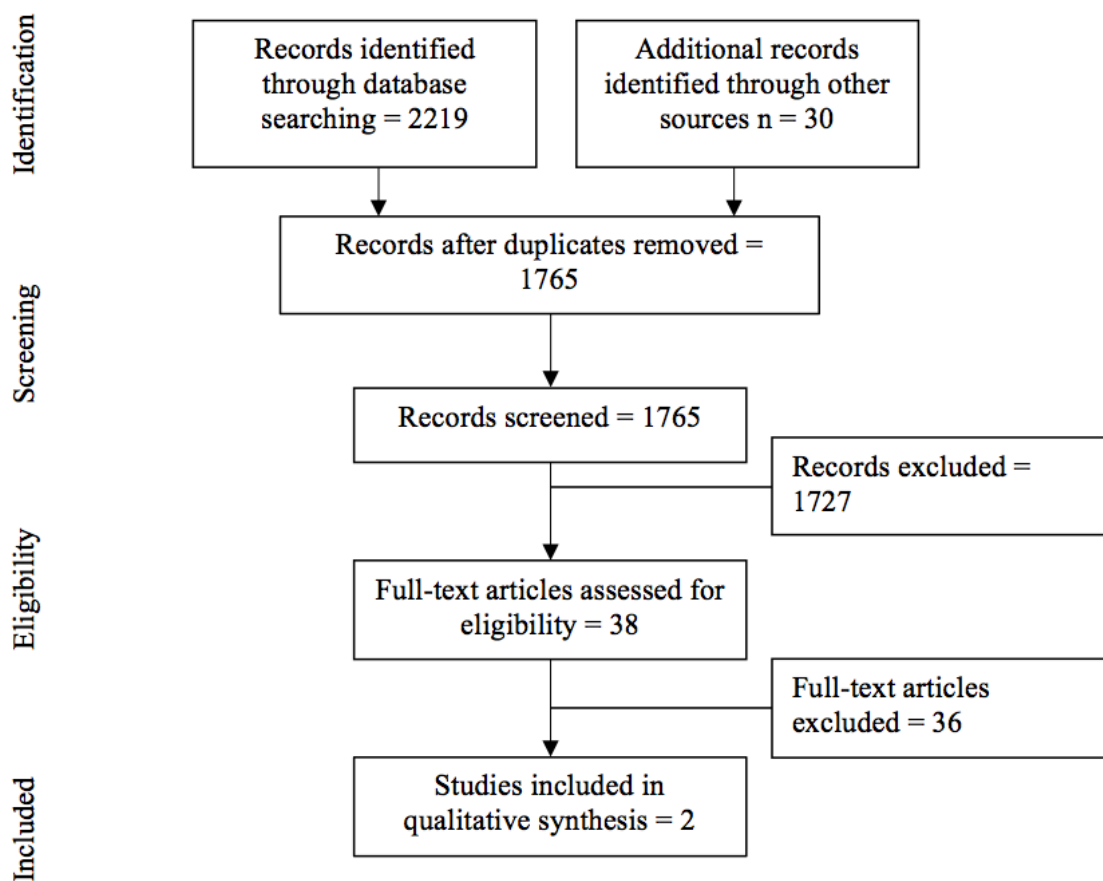 Identification
Records identified
through database
searching = 2219
Additional records
identified through other
sources n = 30
Records after duplicates removed =
1765
Screening
Records screened = 1765
Records excluded =
1727
Eligibility
Full-text articles assessed for
eligibility = 38
Full-text articles
excluded = 36
Included
Studies included in
qualitative synthesis = 2